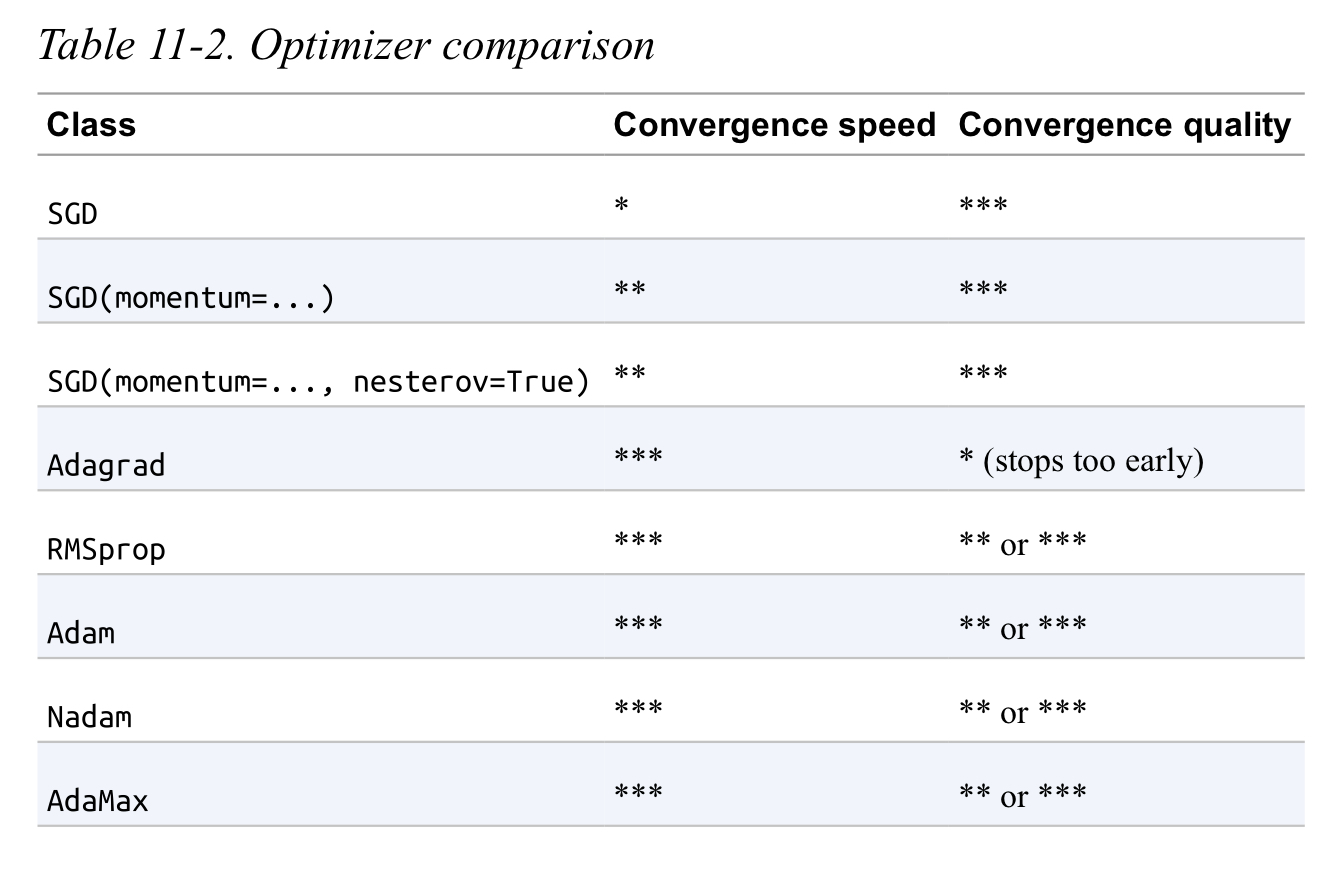 Table 11-2. Optimizer comparison
Class Convergence speed Convergence quality
SGD * ***
SGD(momentum=...) ** ***
SGD(momentum=..., nesterov=True) ** ***
Adagrad *** * (stops too early)
RMSprop *** ** or ***
Adam *** ** or ***
Nadam *** ** or ***
AdaMax *** ** or ***